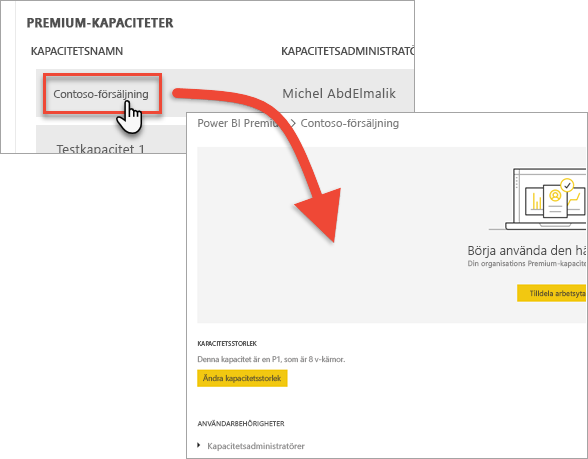 PREMIUM-KAPACITETER
KAPACITETSNAMN KAPACITETSADMINISTRATÖ
Contoso-försäljning Michel AbdElmalik
Testkapacitet 1
Power BI Premium > Contoso-försäljning
Börja använda den hä
Din organisations Premium-kapacite
Tilldela arbetsyta
KAPACITETSSTORLEK
Denna kapacitet är en P1, som är 8 v-kärnor.
Ändra kapacitetsstorlek
ANVÄNDARBEHÖRIGHETER
Kapacitetsadministratörer